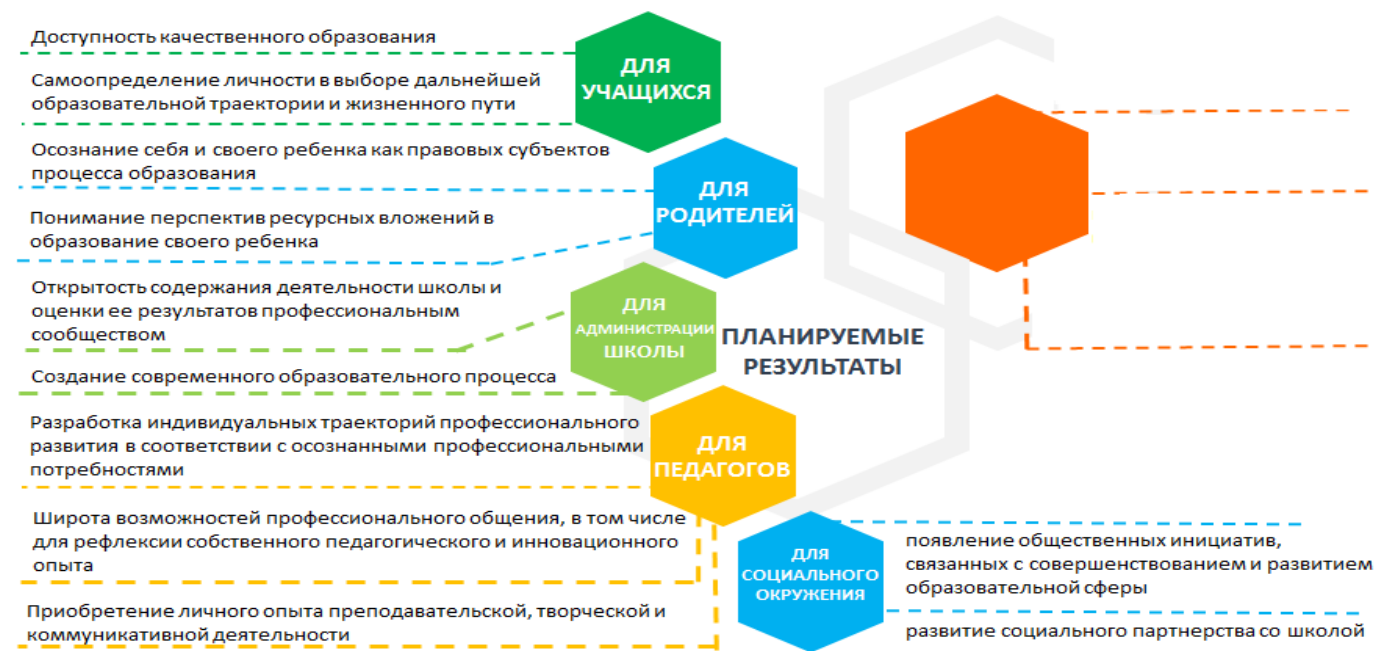 Доступность качественного образования
Самоопределение личности в выборе дальнейшей
образовательной траектории и жизненного пути
ДЛЯ
УЧАЩИХСЯ
Осознание себя и своего ребенка как правовых субъектов
процесса образования
Понимание перспектив ресурсных вложений в
образование своего ребенка
ДЛЯ
РОДИТЕЛЕЙ
Открытость содержания деятельности школы и
оценки ее результатов профессиональным
сообществом
Создание современного образовательного процесса
ДЛЯ
АДМИНИСТРАЦИИ
ШКОЛЫ
ПЛАНИРУЕМЫЕ
РЕЗУЛЬТАТЫ
Разработка индивидуальных траекторий профессионального
развития в соответствии с осознанными профессиональными
потребностями
ДЛЯ
ПЕДАГОГОВ
Широта возможностей профессионального общения, в том числе
для рефлексии собственного педагогического и инновационного
опыта
Приобретение личного опыта преподавательской, творческой и
коммуникативной деятельности
ДЛЯ
СОЦИАЛЬНОГО
ОКРУЖЕНИЯ
появление общественных инициатив,
связанных с совершенствованием и развитием
образовательной сферы
развитие социального партнерства со школой